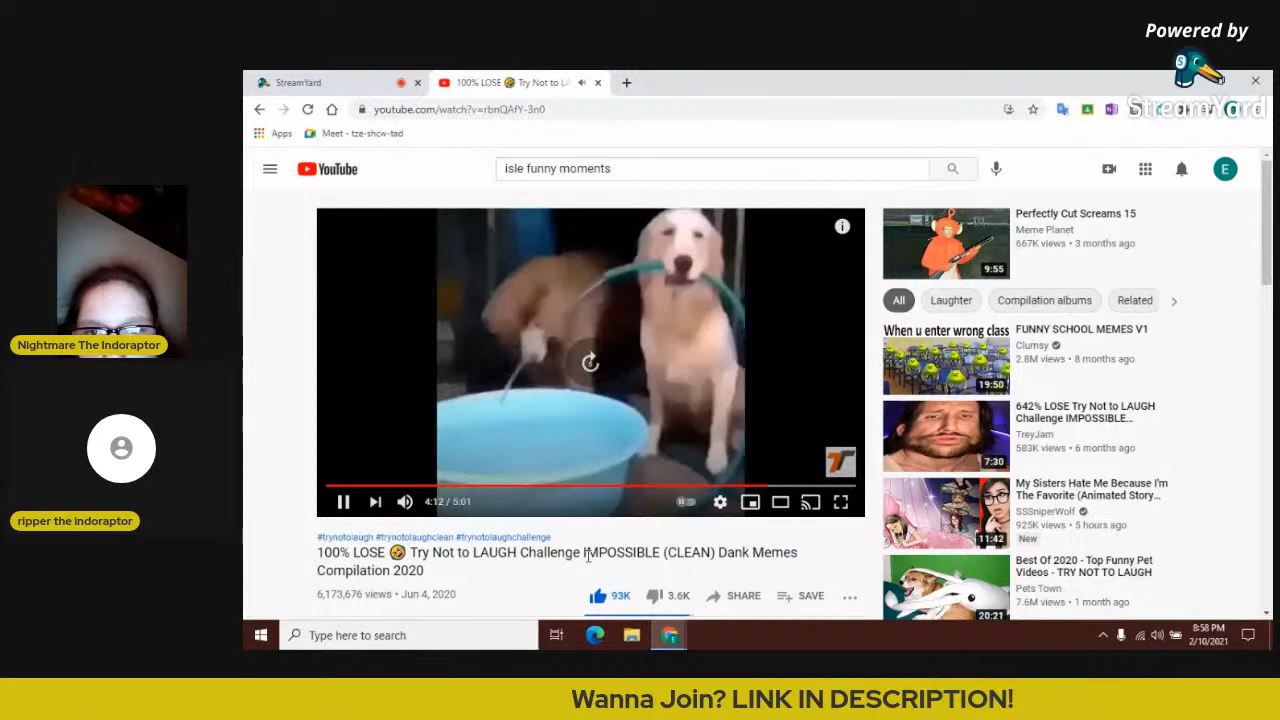 Powered by
StreamYard
StreamYard
100% LOSE 🤣 Try Not to LA
youtube.com/watch?v=rbnQAfY-3n0
Apps
Meet - tze-shcw-tad
YouTube
isle funny moments
E
Nightmare The Indoraptor
ripper the indoraptor
4:12 / 5:01
#trynotolaugh #trynotolaughclean #trynotolaughchallenge
100% LOSE 🤣 Try Not to LAUGH Challenge IMPOSSIBLE (CLEAN) Dank Memes
Compilation 2020
6,173,676 views • Jun 4, 2020
93K
3.6K
SHARE
SAVE
Perfectly Cut Screams 15
Meme Planet
667K views • 3 months ago
9:55
All
Laughter
Compilation albums
Related
When u enter wrong class
FUNNY SCHOOL MEMES V1
Clumsy
2.8M views • 8 months ago
19:50
642% LOSE Try Not to LAUGH
Challenge IMPOSSIBLE...
TreyJam
583K views • 6 months ago
7:30
My Sisters Hate Me Because I'm
The Favorite (Animated Story...
SSSniperWolf
925K views • 5 hours ago
New
11:42
Best Of 2020 - Top Funny Pet
Videos - TRY NOT TO LAUGH
Pets Town
7.6M views • 1 month ago
20:21
Type here to search
8:58 PM
2/10/2021
Wanna Join? LINK IN DESCRIPTION!